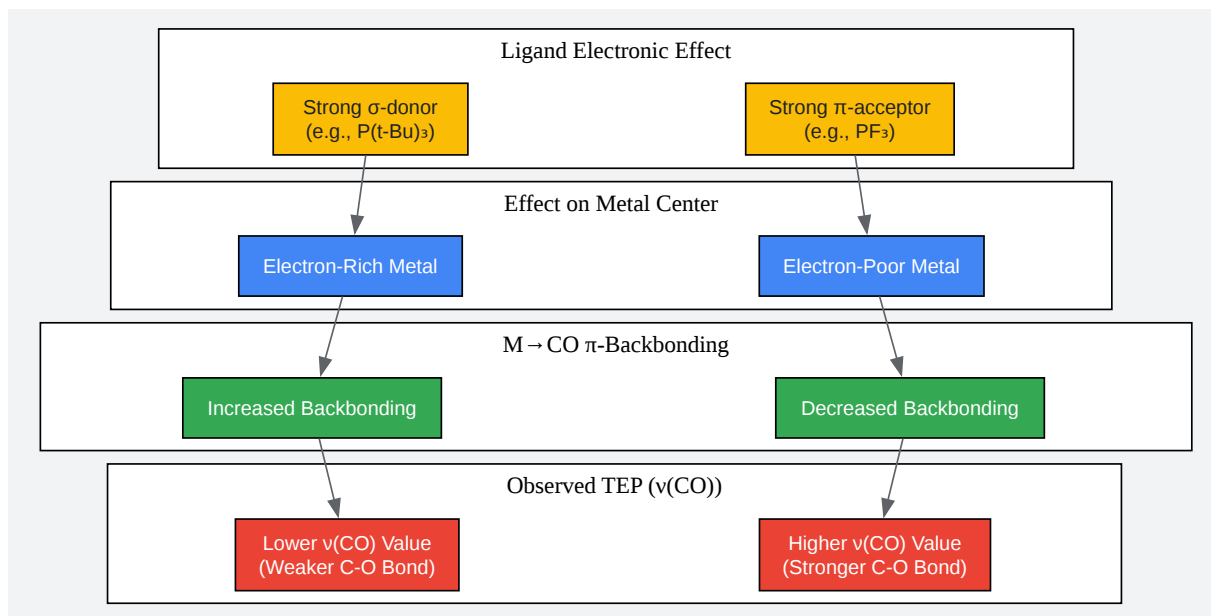 Ligand Electronic Effect
Strong σ-donor
(e.g., P(t-Bu)₃)
Strong π-acceptor
(e.g., PF₃)
Effect on Metal Center
Electron-Rich Metal
Electron-Poor Metal
M→CO π-Backbonding
Increased Backbonding
Decreased Backbonding
Observed TEP (ν(CO))
Lower ν(CO) Value
(Weaker C-O Bond)
Higher ν(CO) Value
(Stronger C-O Bond)